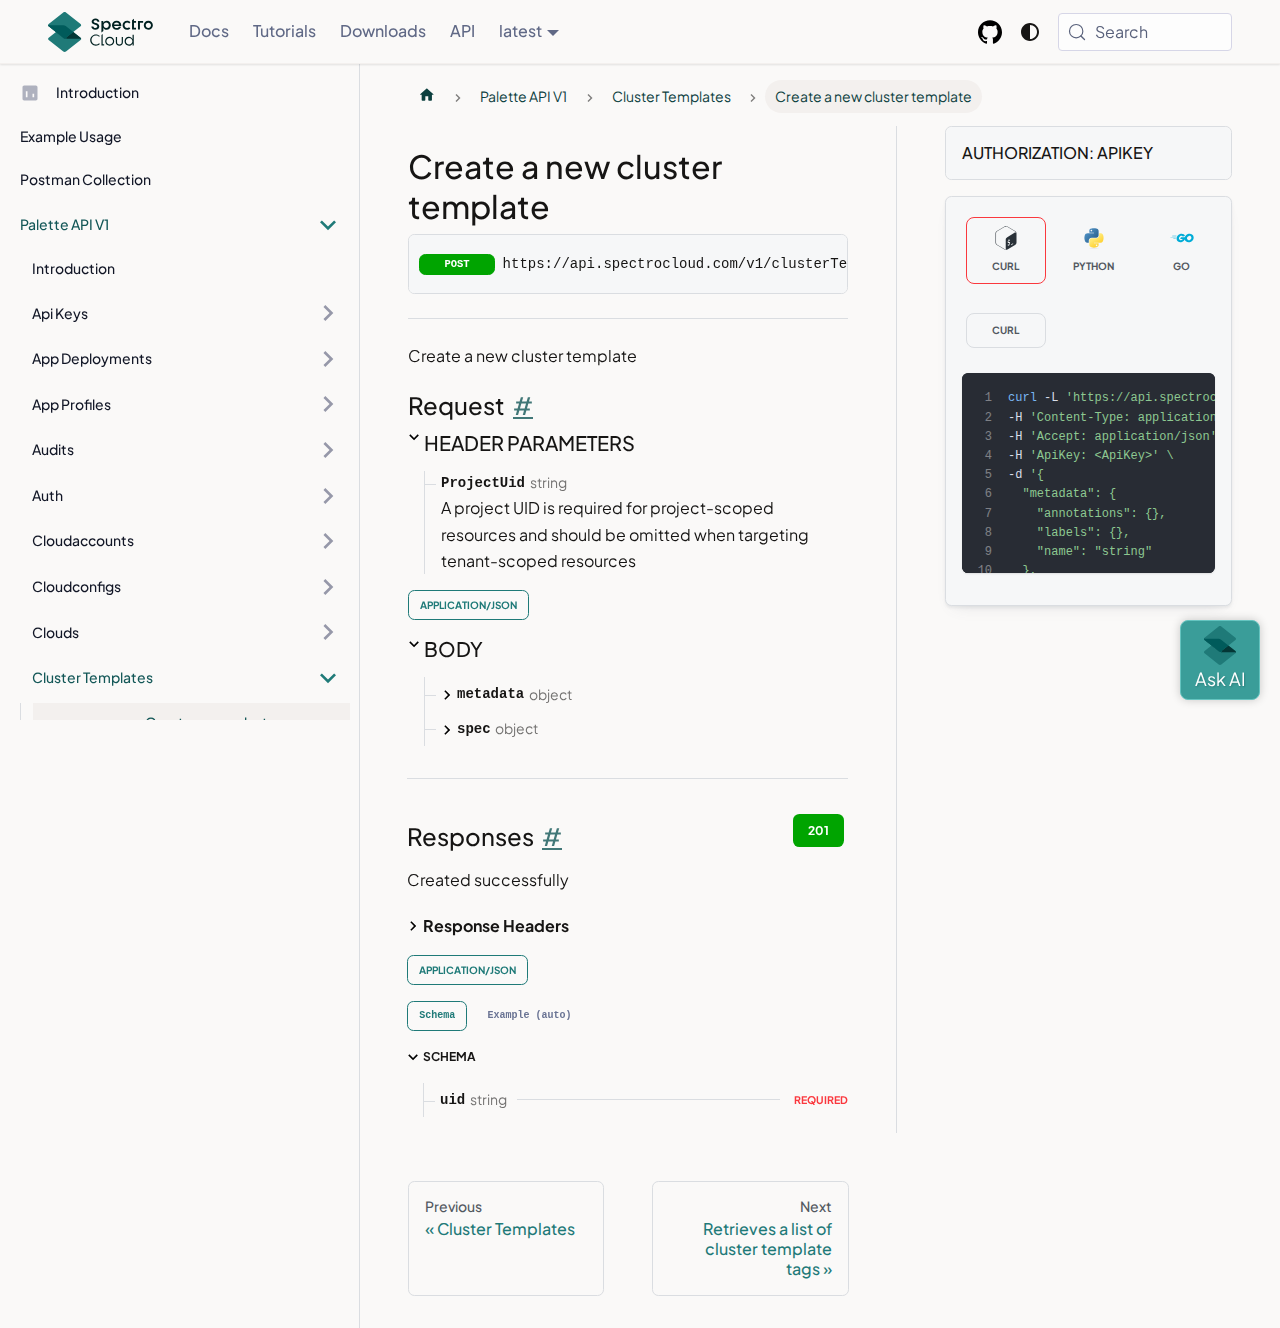 Spectro
Cloud
Docs
Tutorials
Downloads
API
latest
Search
Introduction
Example Usage
Postman Collection
Palette API V1
Introduction
Api Keys
App Deployments
App Profiles
Audits
Auth
Cloudaccounts
Cloudconfigs
Clouds
Cluster Templates
Palette API V1
Cluster Templates
Create a new cluster template
Create a new cluster
template
POST https://api.spectrocloud.com/v1/clusterTe
Create a new cluster template
Request #
HEADER PARAMETERS
ProjectUid string
A project UID is required for project-scoped
resources and should be omitted when targeting
tenant-scoped resources
APPLICATION/JSON
BODY
metadata object
spec object
Responses #
201
Created successfully
Response Headers
APPLICATION/JSON
Schema
Example (auto)
SCHEMA
uid string
REQUIRED
Previous
« Cluster Templates
Next
Retrieves a list of
cluster template
tags »
AUTHORIZATION: APIKEY
CURL
PYTHON
GO
CURL
1 curl -L 'https://api.spectroc
2 -H 'Content-Type: application
3 -H 'Accept: application/json'
4 -H 'ApiKey: <ApiKey>' \
5 -d '{
6 "metadata": {
7 "annotations": {},
8 "labels": {},
9 "name": "string"
10 },
Ask AI